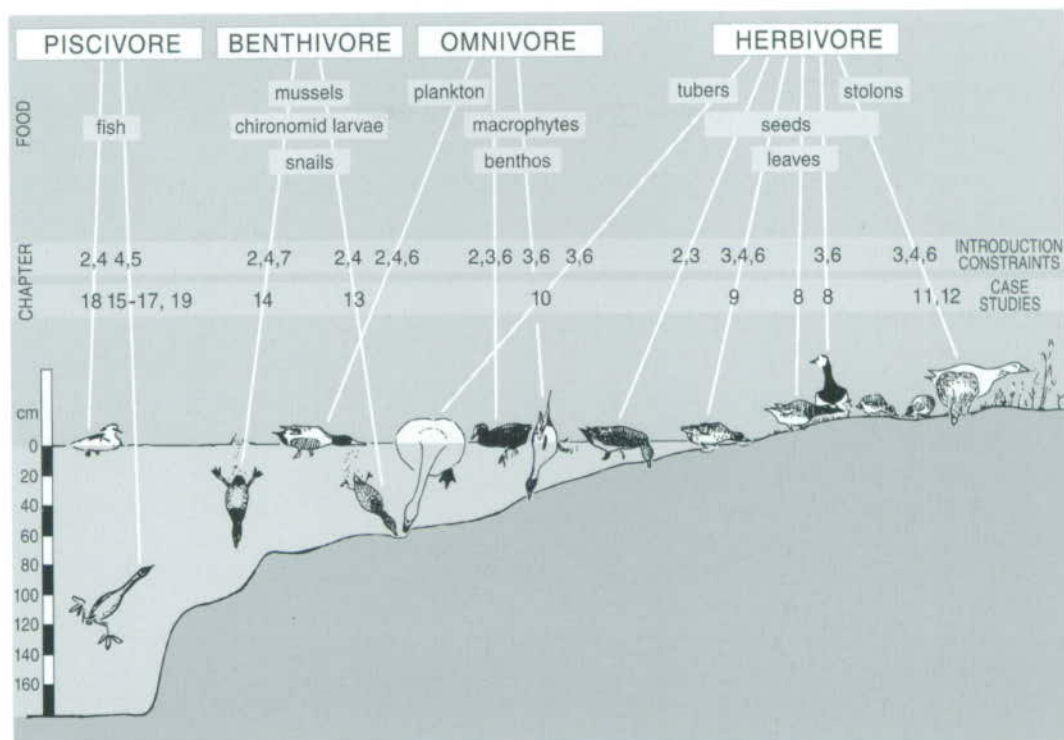 PISCIVORE BENTHIVORE OMNIVORE HERBIVORE
FOOD
mussels plankton tubers stolons
fish chironomid larvae macrophytes seeds
snails benthos leaves
CHAPTER
2,4 4,5 2,4,7 2,4 2,4,6 2,3,6 3,6 3,6 2,3 3,4,6 3,6 3,4,6 INTRODUCTION
CONSTRAINTS
18 15-17, 19 14 13 10 9 8 8 11,12 CASE
STUDIES
cm
0
20
40
60
80
100
120
140
160